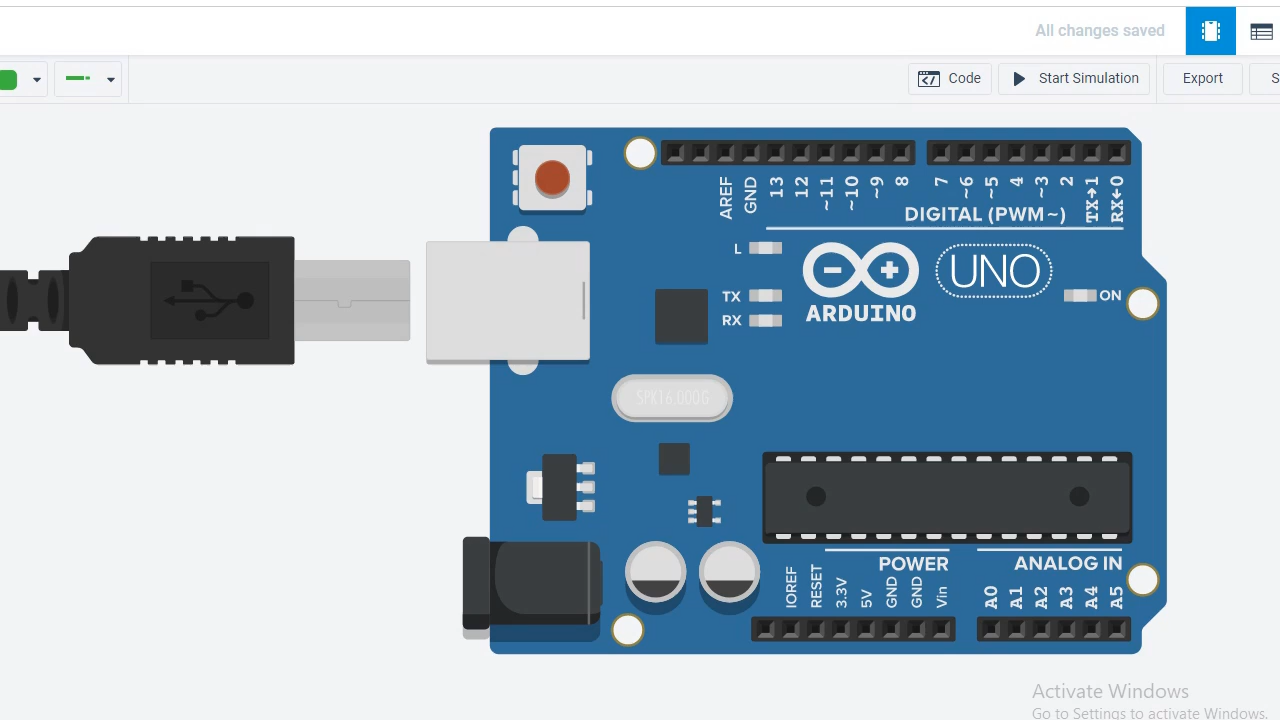 All changes saved
Code
Start Simulation
Export
S
AREF
GND
13
12
~11
~10
~9
8
7
~6
~5
4
~3
2
TX→1
RX←0
DIGITAL (PWM~)
L
TX
RX
ARDUINO
UNO
ON
SPK16,000G
POWER
ANALOG IN
IOREF
RESET
3.3V
5V
GND
GND
Vin
A0
A1
A2
A3
A4
A5
Activate Windows
Go to Settings to activate Windows.